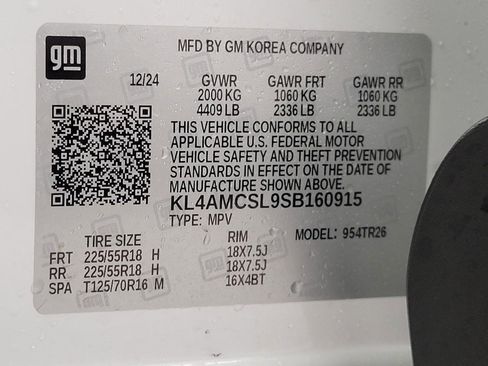 gm
MFD BY GM KOREA COMPANY
12/24 GVWR GAWR FRT GAWR RR
2000 KG 1060 KG 1060 KG
4409 LB 2336 LB 2336 LB
THIS VEHICLE CONFORMS TO ALL
APPLICABLE U.S. FEDERAL MOTOR
VEHICLE SAFETY AND THEFT PREVENTION
STANDARDS IN EFFECT ON THE DATE OF
MANUFACTURE SHOWN ABOVE.
KL4AMCSL9SB160915
TYPE: MPV
TIRE SIZE RIM MODEL: 954TR26
FRT 225/55R18 H 18X7.5J
RR 225/55R18 H 18X7.5J
SPA T125/70R16 M 16X4BT